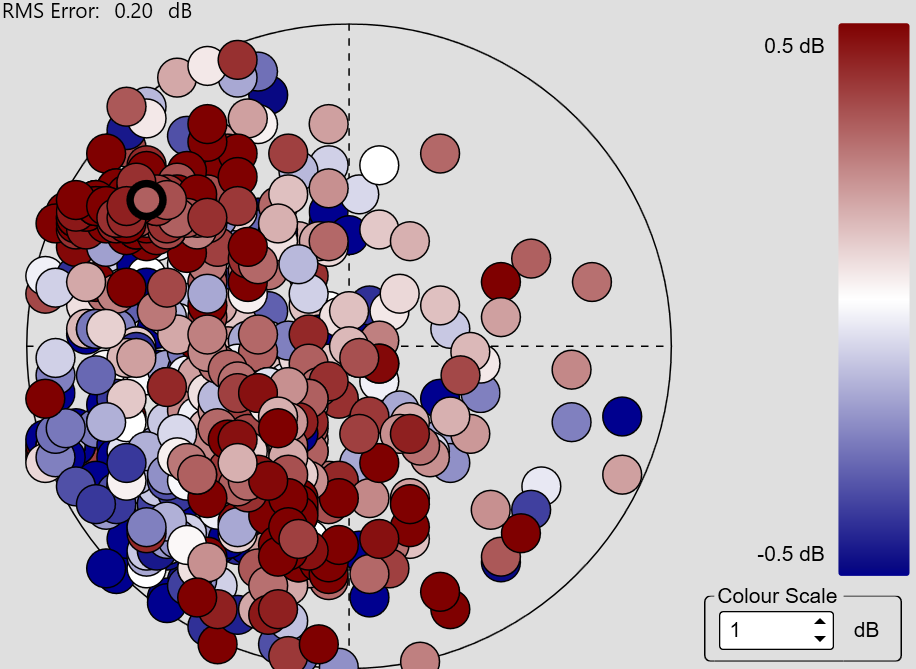 RMS Error: 0.20 dB
0.5 dB
-0.5 dB
Colour Scale
1 dB